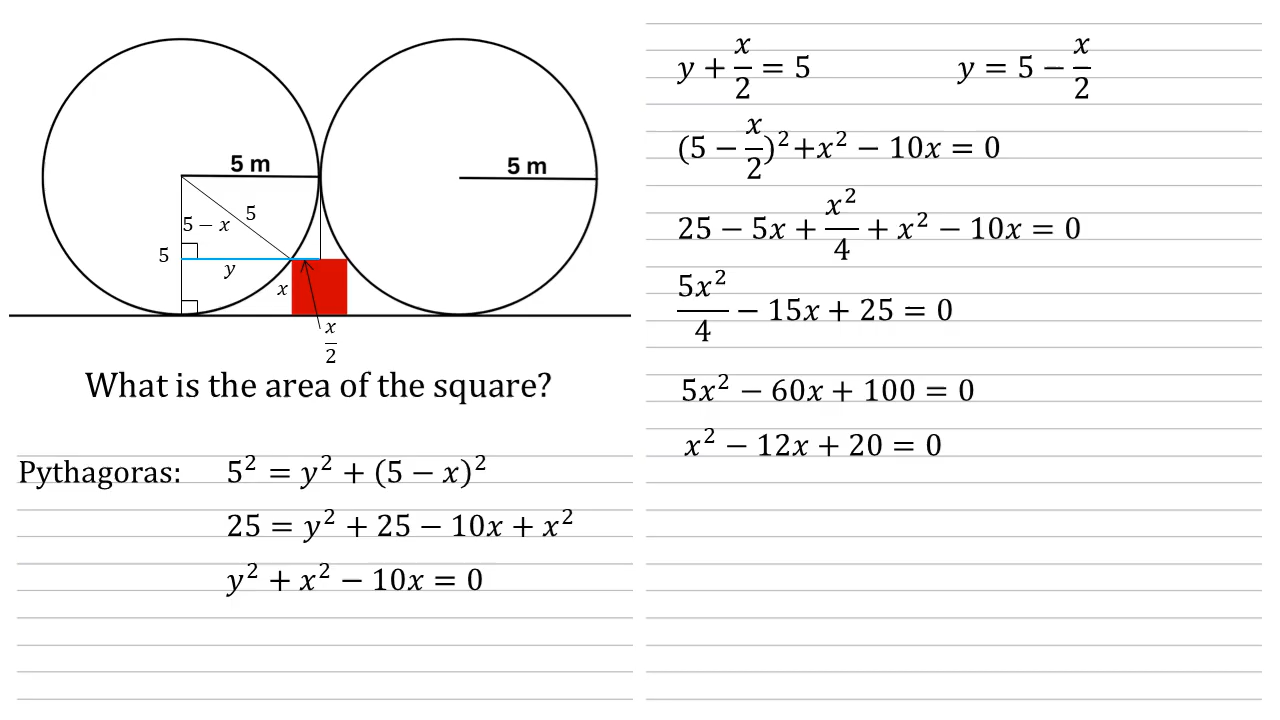 5 m
5 m
5 − x
5
5
y
x
x/2
What is the area of the square?
Pythagoras: 5² = y² + (5 − x)²
25 = y² + 25 − 10x + x²
y² + x² − 10x = 0
y + x/2 = 5
y = 5 − x/2
(5 − x/2)² + x² − 10x = 0
25 − 5x + x²/4 + x² − 10x = 0
5x²/4 − 15x + 25 = 0
5x² − 60x + 100 = 0
x² − 12x + 20 = 0